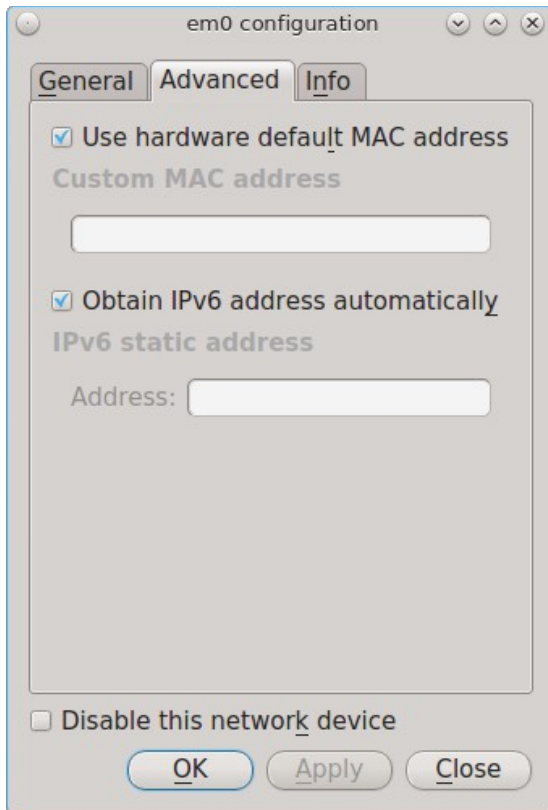 em0 configuration
General Advanced Info
Use hardware default MAC address
Custom MAC address
Obtain IPv6 address automatically
IPv6 static address
Address:
Disable this network device
OK Apply Close